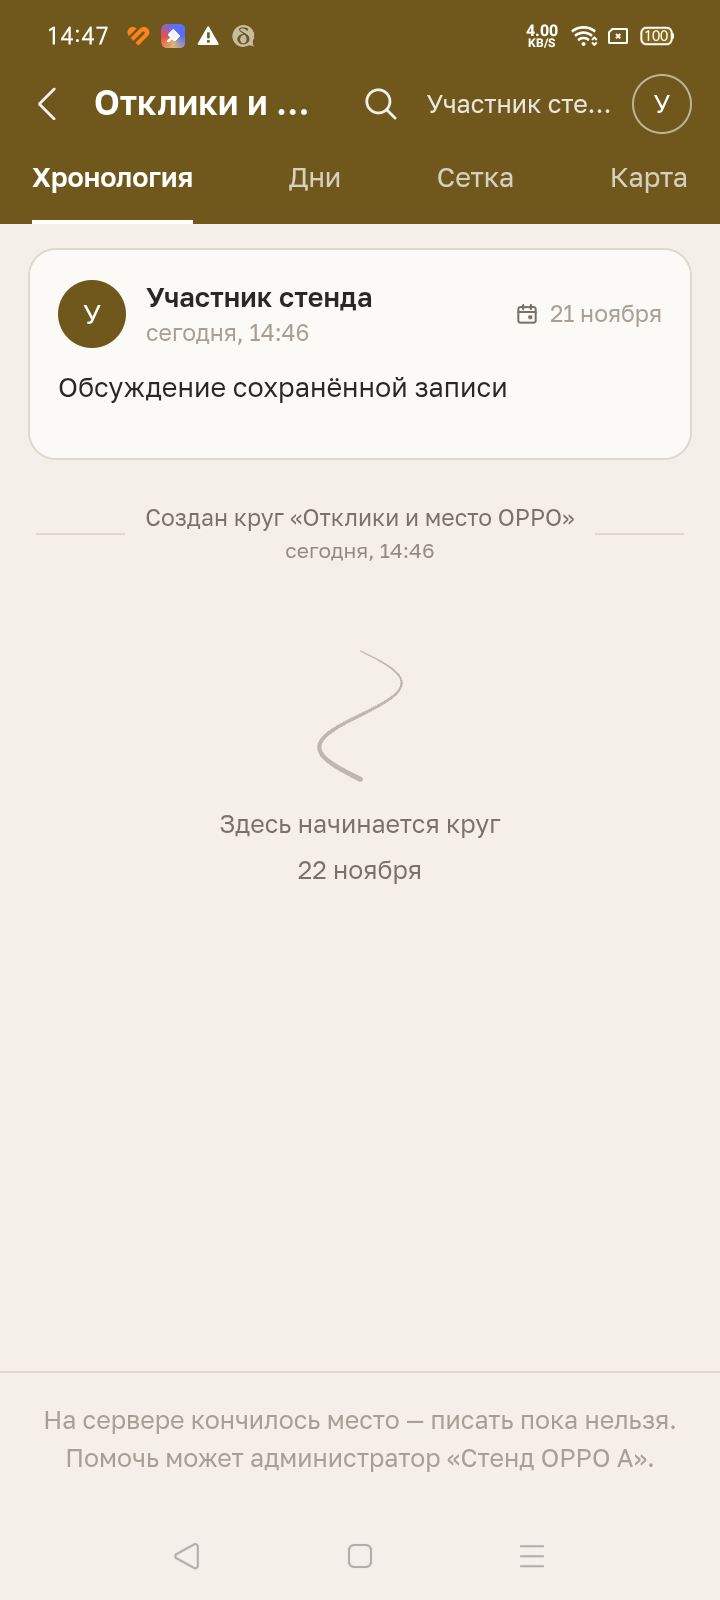 14:47
4.00
KB/S
100
Отклики и ...
Участник сте...
У
Хронология
Дни
Сетка
Карта
У
Участник стенда
сегодня, 14:46
21 ноября
Обсуждение сохранённой записи
Создан круг «Отклики и место OPPO»
сегодня, 14:46
Здесь начинается круг
22 ноября
На сервере кончилось место — писать пока нельзя.
Помочь может администратор «Стенд OPPO A».